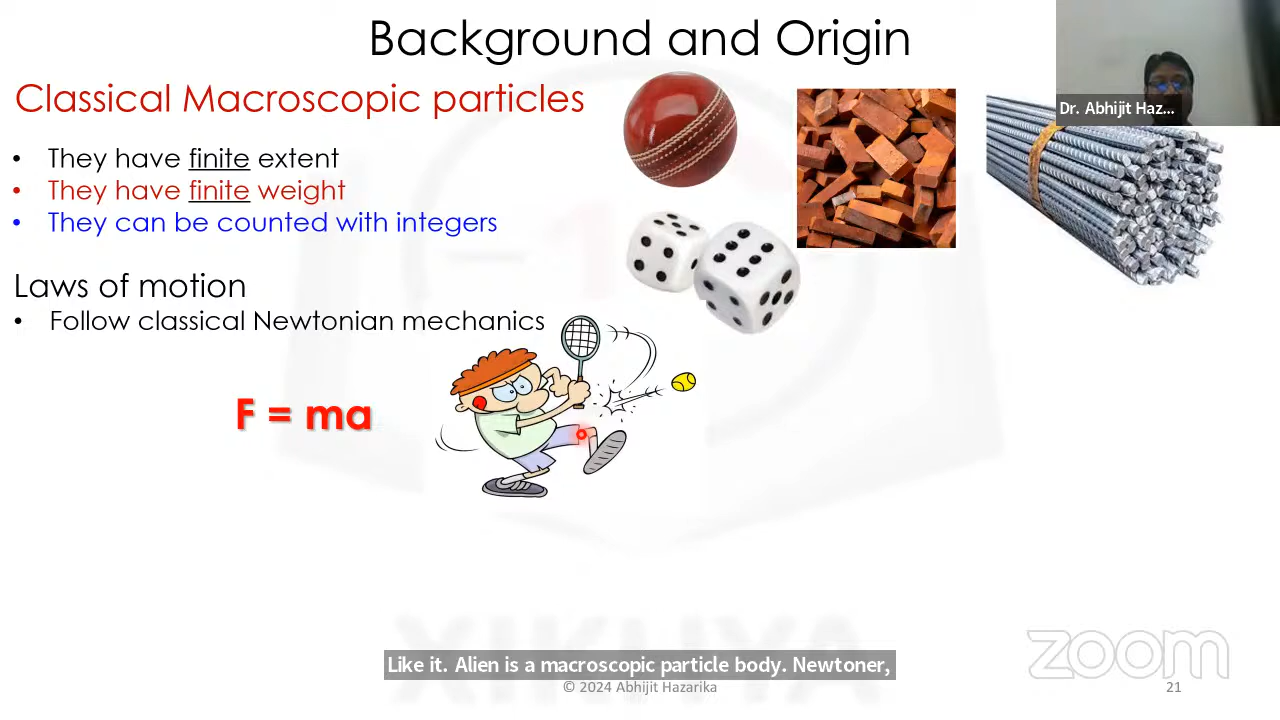 Background and Origin
Classical Macroscopic particles
Dr. Abhijit Haz...
• They have finite extent
• They have finite weight
• They can be counted with integers
Laws of motion
• Follow classical Newtonian mechanics
F = ma
XIKHYA
zoom
Like it. Alien is a macroscopic particle body. Newtoner,
© 2024 Abhijit Hazarika
21